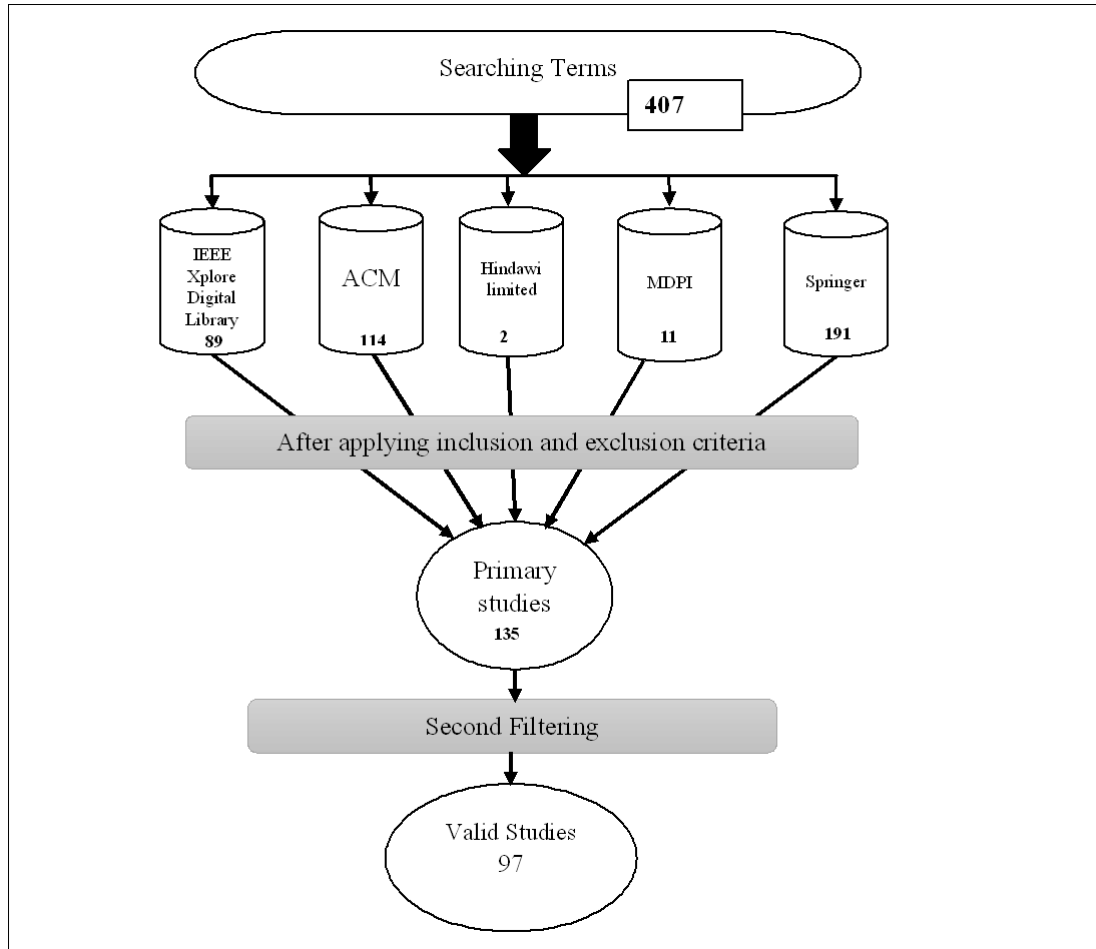 Searching Terms
407
IEEE
Xplore
Digital
Library
89
ACM
114
Hindawi
limited
2
MDPI
11
Springer
191
After applying inclusion and exclusion criteria
Primary
studies
135
Second Filtering
Valid Studies
97